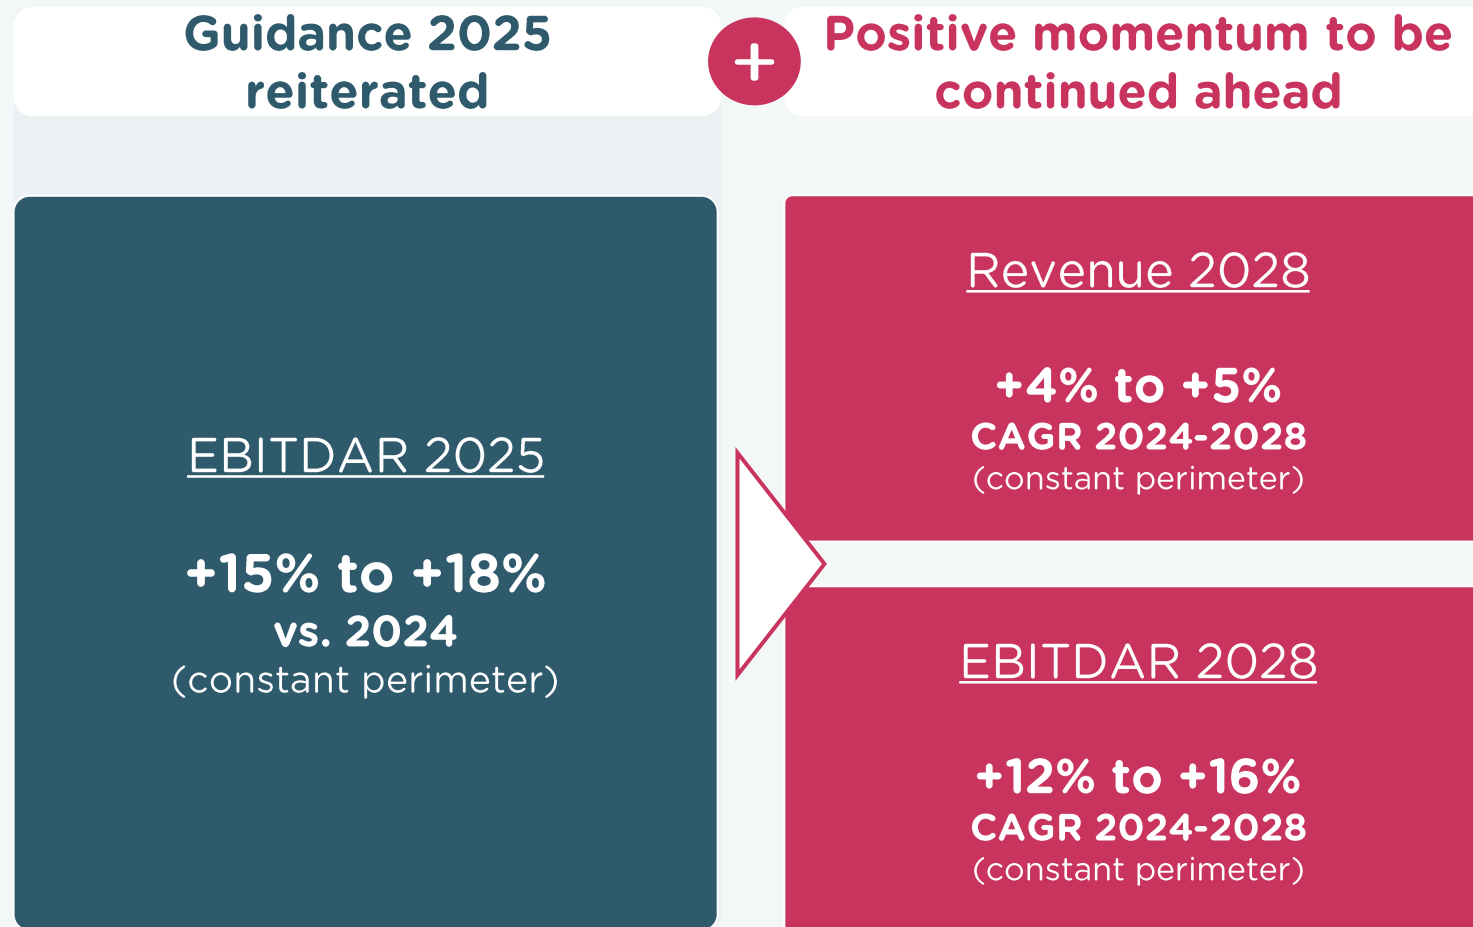 Guidance 2025
reiterated
+
Positive momentum to be
continued ahead
EBITDAR 2025
+15% to +18%
vs. 2024
(constant perimeter)
Revenue 2028
+4% to +5%
CAGR 2024-2028
(constant perimeter)
EBITDAR 2028
+12% to +16%
CAGR 2024-2028
(constant perimeter)